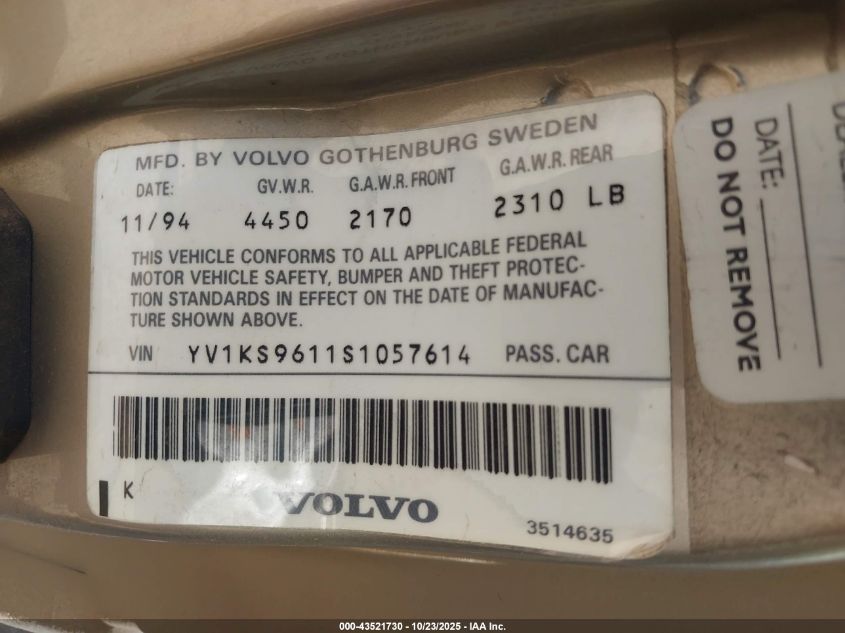 MFD. BY VOLVO GOTHENBURG SWEDEN
DATE: GV.W.R. G.A.W.R. FRONT G.A.W.R. REAR
11/94 4450 2170 2310 LB
THIS VEHICLE CONFORMS TO ALL APPLICABLE FEDERAL
MOTOR VEHICLE SAFETY, BUMPER AND THEFT PROTEC-
TION STANDARDS IN EFFECT ON THE DATE OF MANUFAC-
TURE SHOWN ABOVE.
VIN YV1KS9611S1057614 PASS. CAR
K
VOLVO
3514635
DATE:
DO NOT REMOVE
000-43521730 - 10/23/2025 - IAA Inc.